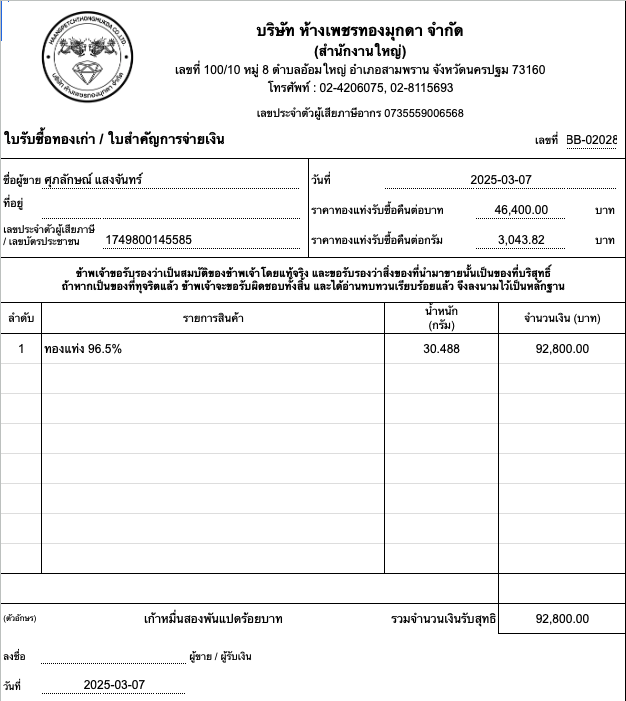 HAANGPETCHTHONGMUKDA CO.,LTD.
บริษัท ห้างเพชรทองมุกดา จำกัด
บริษัท ห้างเพชรทองมุกดา จำกัด
(สำนักงานใหญ่)
เลขที่ 100/10 หมู่ 8 ตำบลอ้อมใหญ่ อำเภอสามพราน จังหวัดนครปฐม 73160
โทรศัพท์ : 02-4206075, 02-8115693
เลขประจำตัวผู้เสียภาษีอากร 0735559006568
ใบรับซื้อทองเก่า / ใบสำคัญการจ่ายเงิน เลขที่ BB-02028
ชื่อผู้ขาย ศุภลักษณ์ แสงจันทร์ วันที่ 2025-03-07
ที่อยู่ ราคาทองแท่งรับซื้อคืนต่อบาท 46,400.00 บาท
เลขประจำตัวผู้เสียภาษี
/ เลขบัตรประชาชน 1749800145585 ราคาทองแท่งรับซื้อคืนต่อกรัม 3,043.82 บาท
ข้าพเจ้าขอรับรองว่าเป็นสมบัติของข้าพเจ้าโดยแท้จริง และขอรับรองว่าสิ่งของที่นำมาขายนั้นเป็นของที่บริสุทธิ์
ถ้าหากเป็นของที่ทุจริตแล้ว ข้าพเจ้าจะขอรับผิดชอบทั้งสิ้น และได้อ่านทบทวนเรียบร้อยแล้ว จึงลงนามไว้เป็นหลักฐาน
ลำดับ รายการสินค้า น้ำหนัก (กรัม) จำนวนเงิน (บาท)
1 ทองแท่ง 96.5% 30.488 92,800.00
(ตัวอักษร) เก้าหมื่นสองพันแปดร้อยบาท รวมจำนวนเงินรับสุทธิ 92,800.00
ลงชื่อ ผู้ขาย / ผู้รับเงิน
วันที่ 2025-03-07